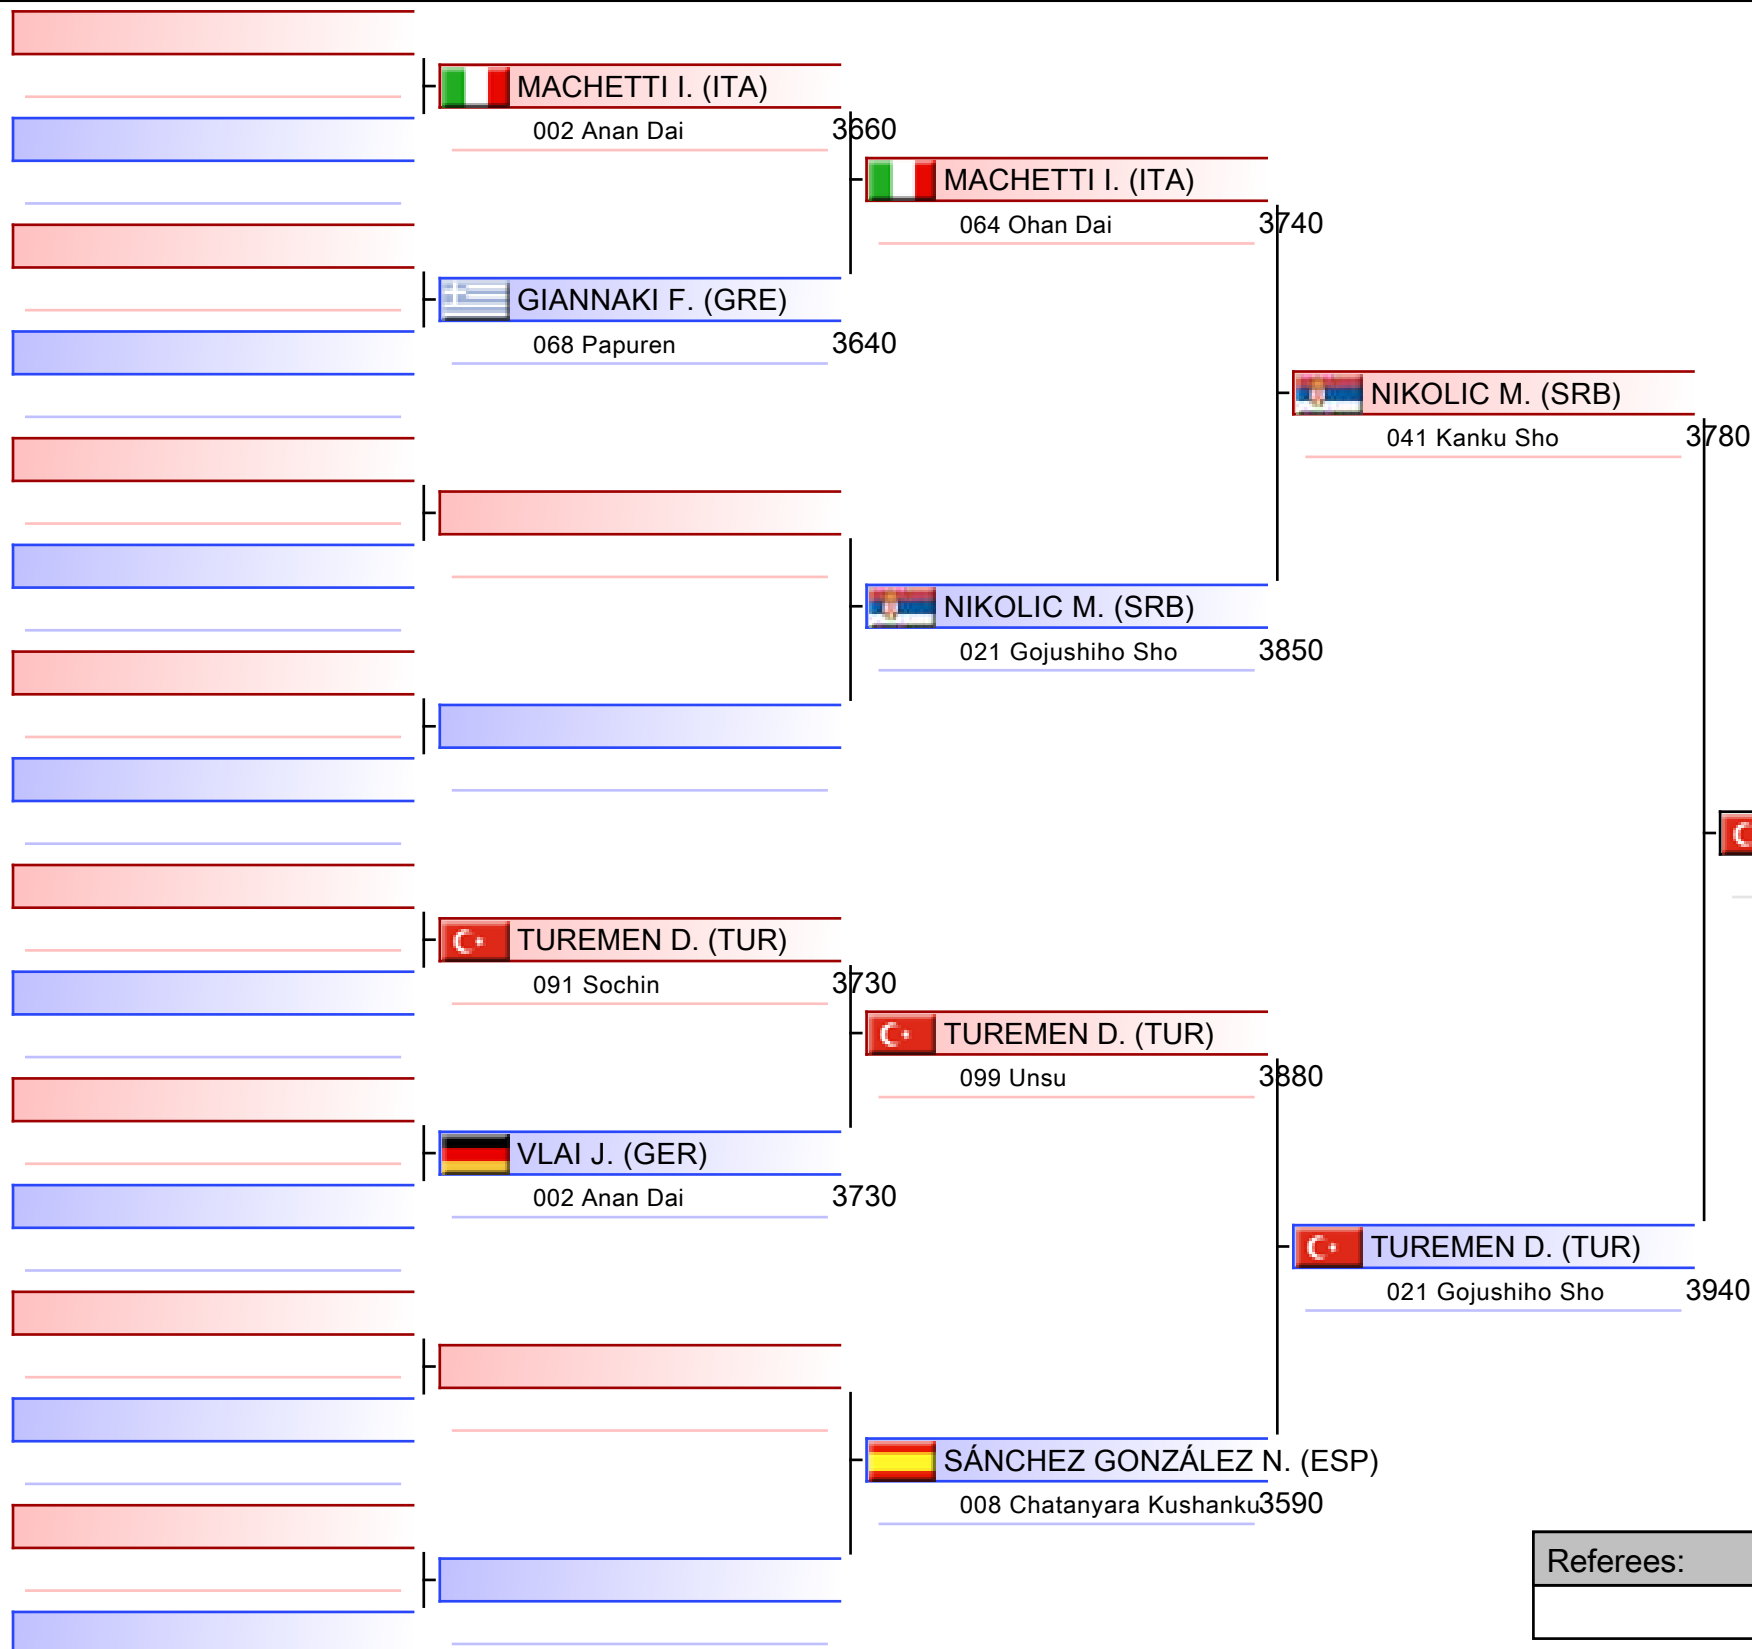 MACHETTI I. (ITA)
002 Anan Dai 3660
GIANNAKI F. (GRE)
068 Papuren 3640
MACHETTI I. (ITA)
064 Ohan Dai 3740
NIKOLIC M. (SRB)
021 Gojushiho Sho 3850
NIKOLIC M. (SRB)
041 Kanku Sho 3780
TUREMEN D. (TUR)
091 Sochin 3730
VLAI J. (GER)
002 Anan Dai 3730
TUREMEN D. (TUR)
099 Unsu 3880
SÁNCHEZ GONZÁLEZ N. (ESP)
008 Chatanyara Kushanku 3590
TUREMEN D. (TUR)
021 Gojushiho Sho 3940
Referees: